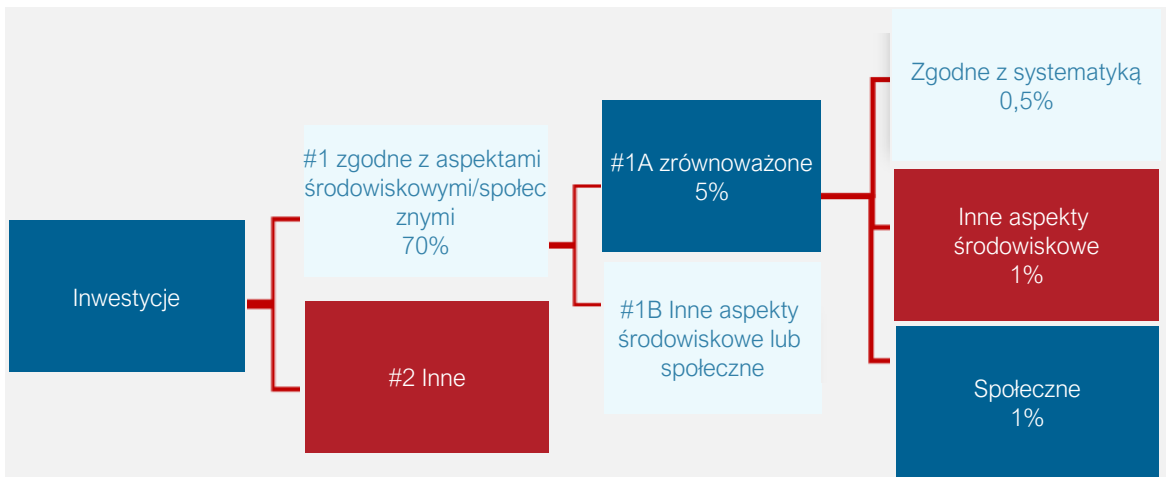 Inwestycje
#1 zgodne z aspektami
środowiskowymi/społec
znymi
70%
#2 Inne
#1A zrównoważone
5%
#1B Inne aspekty
środowiskowe lub
społeczne
Zgodne z systematyką
0,5%
Inne aspekty
środowiskowe
1%
Społeczne
1%